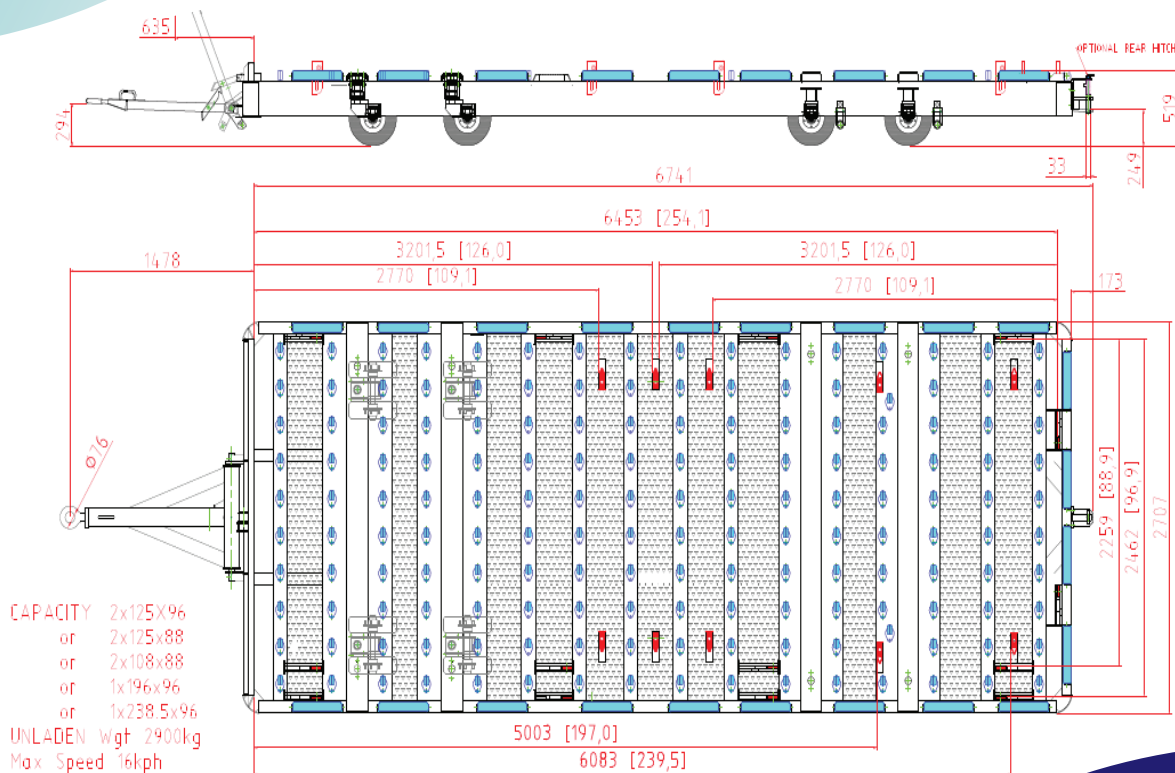 635
OPTIONAL REAR HITCH
294
519
33
249
6741
6453 [254,1]
3201,5 [126,0]
3201,5 [126,0]
1478
2770 [109,1]
2770 [109,1]
173
Ø76
2259 [88,9]
2462 [96,9]
2707
CAPACITY 2x125X96
or 2x125x88
or 2x108x88
or 1x196x96
or 1x238.5x96
UNLADEN Wgt 2900kg
Max Speed 16kph
5003 [197,0]
6083 [239,5]